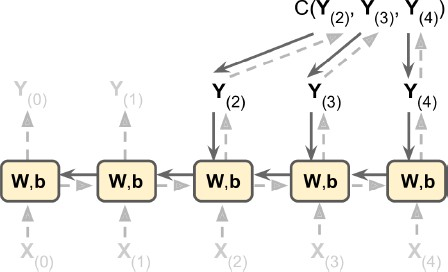 C(Y(2), Y(3), Y(4))
Y(0) Y(1) Y(2) Y(3) Y(4)
W,b W,b W,b W,b W,b
X(0) X(1) X(2) X(3) X(4)